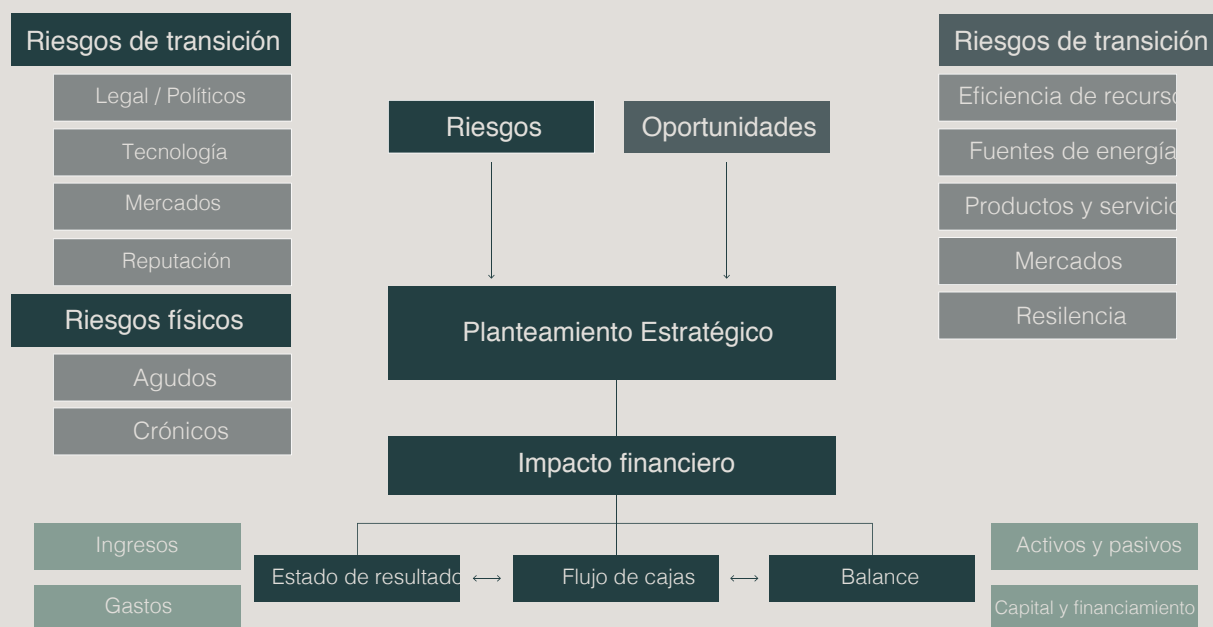 Riesgos de transición
Legal / Políticos
Tecnología
Mercados
Reputación
Riesgos físicos
Agudos
Crónicos
Riesgos
Oportunidades
Planteamiento Estratégico
Impacto financiero
Riesgos de transición
Eficiencia de recurso
Fuentes de energía
Productos y servicio
Mercados
Resilencia
Ingresos
Gastos
Estado de resultado
Flujo de cajas
Balance
Activos y pasivos
Capital y financiamiento